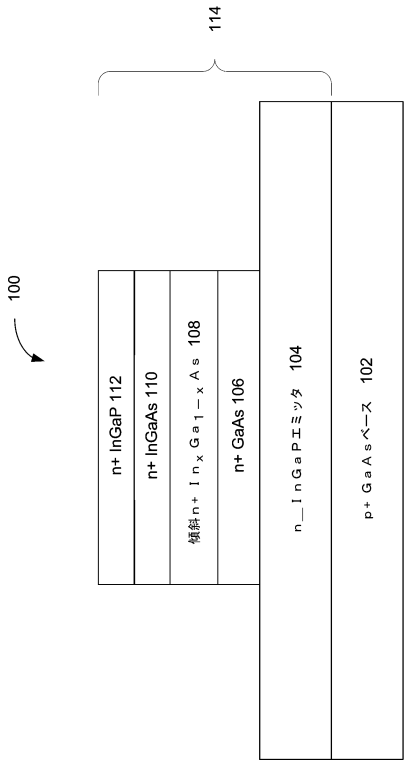 100
114
n+ InGaP 112
n+ InGaAs 110
傾斜n+ InxGa1-xAs 108
n+ GaAs 106
n_InGaPエミッタ 104
p+ GaAsベース 102